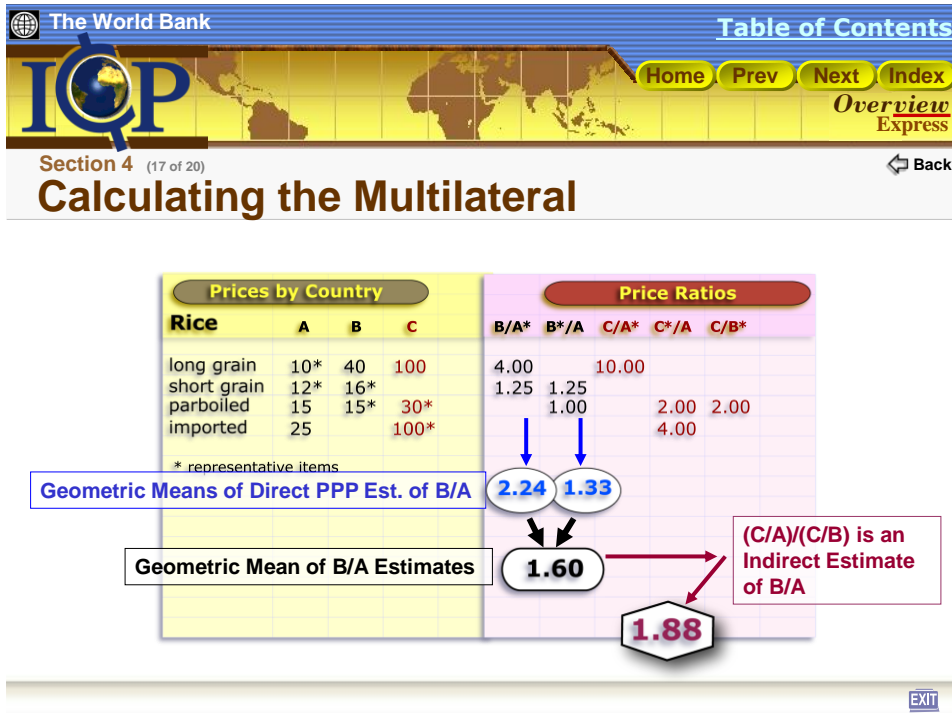 The World Bank
Table of Contents
ICP
Home Prev Next Index
Overview
Express
Section 4 (17 of 20)
Back
Calculating the Multilateral
Prices by Country
Price Ratios
Rice A B C B/A* B*/A C/A* C*/A C/B*
long grain 10* 40 100 4.00 10.00
short grain 12* 16* 1.25 1.25
parboiled 15 15* 30* 1.00 2.00 2.00
imported 25 100* 4.00
* representative items
Geometric Means of Direct PPP Est. of B/A
2.24 1.33
(C/A)/(C/B) is an
Indirect Estimate
of B/A
Geometric Mean of B/A Estimates
1.60
1.88
EXIT